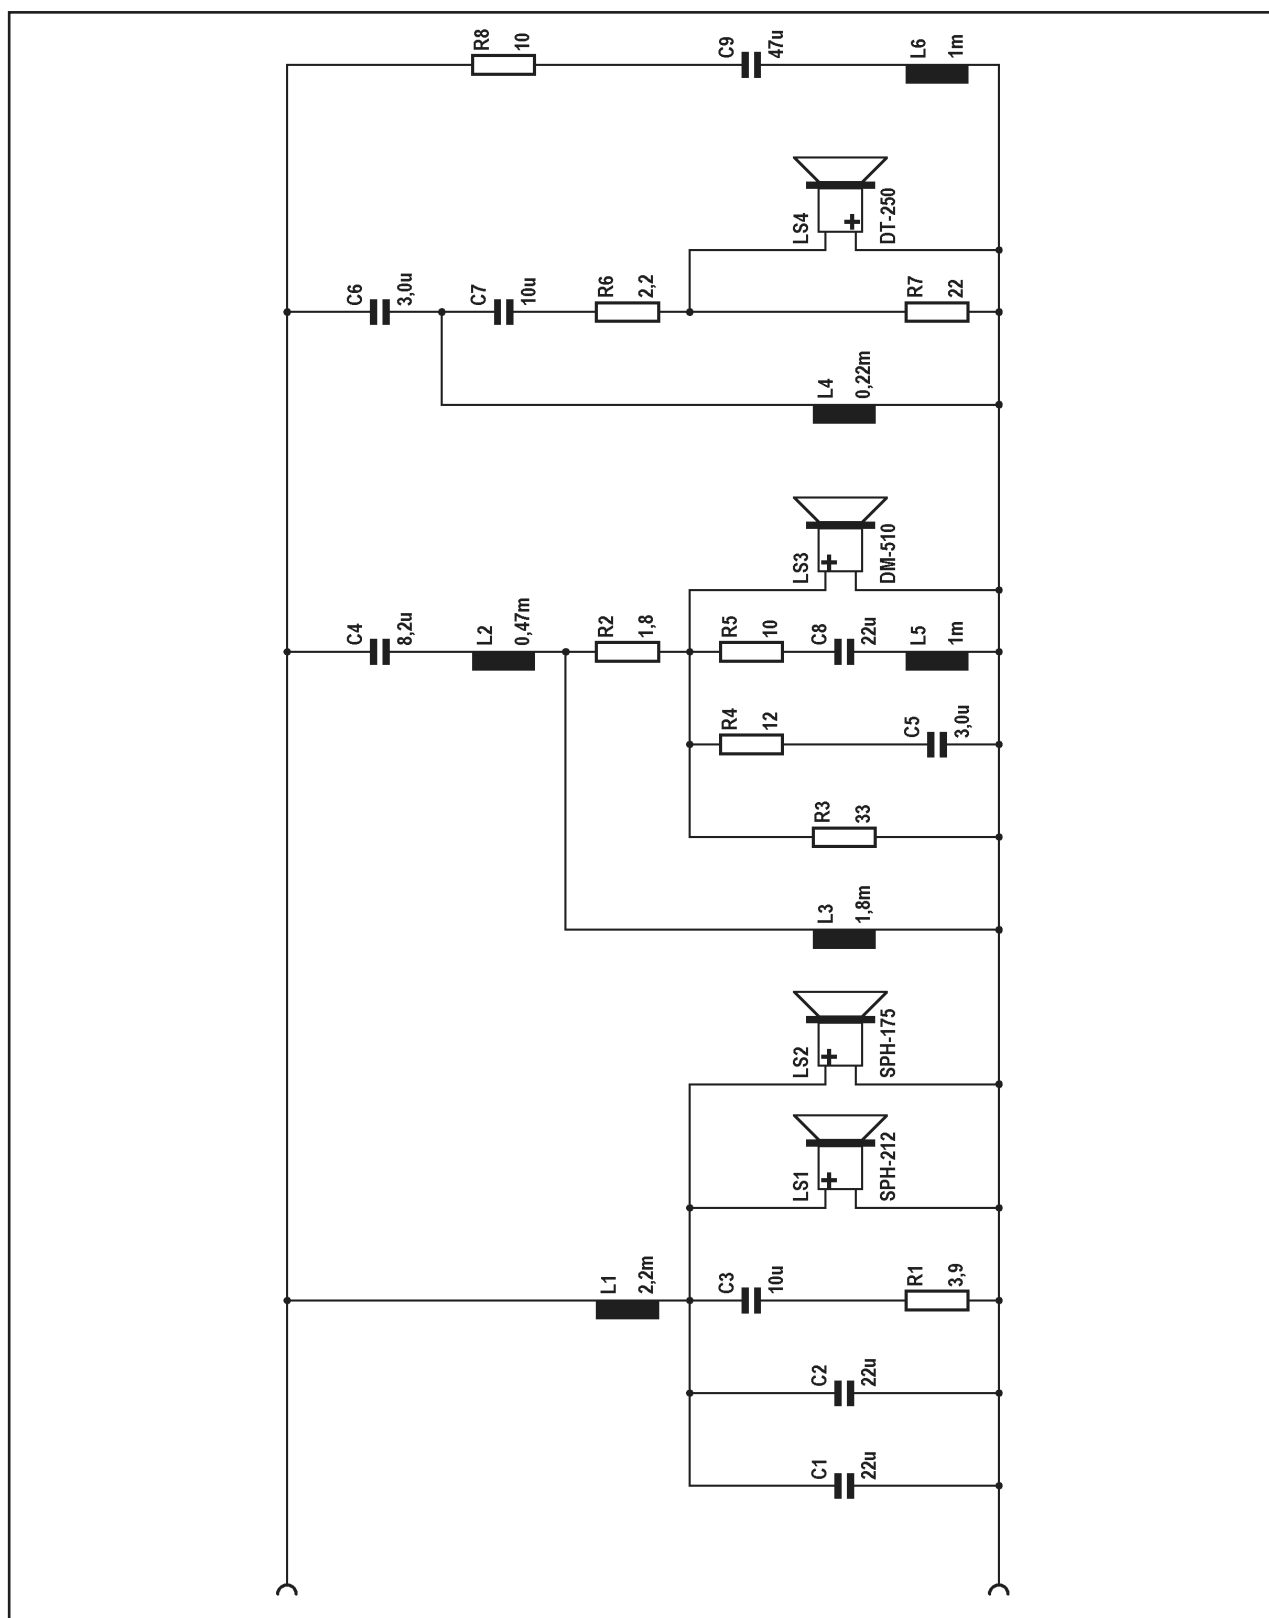 R8
10
C9
47u
L6
1m
LS4
DT-250
C6
3,0u
C7
10u
R6
2,2
R7
22
L4
0,22m
LS3
DM-510
C4
8,2u
L2
0,47m
R2
1,8
R5
10
C8
22u
L5
1m
R4
12
C5
3,0u
R3
33
L3
1,8m
LS2
SPH-175
LS1
SPH-212
L1
2,2m
C3
10u
R1
3,9
C2
22u
C1
22u